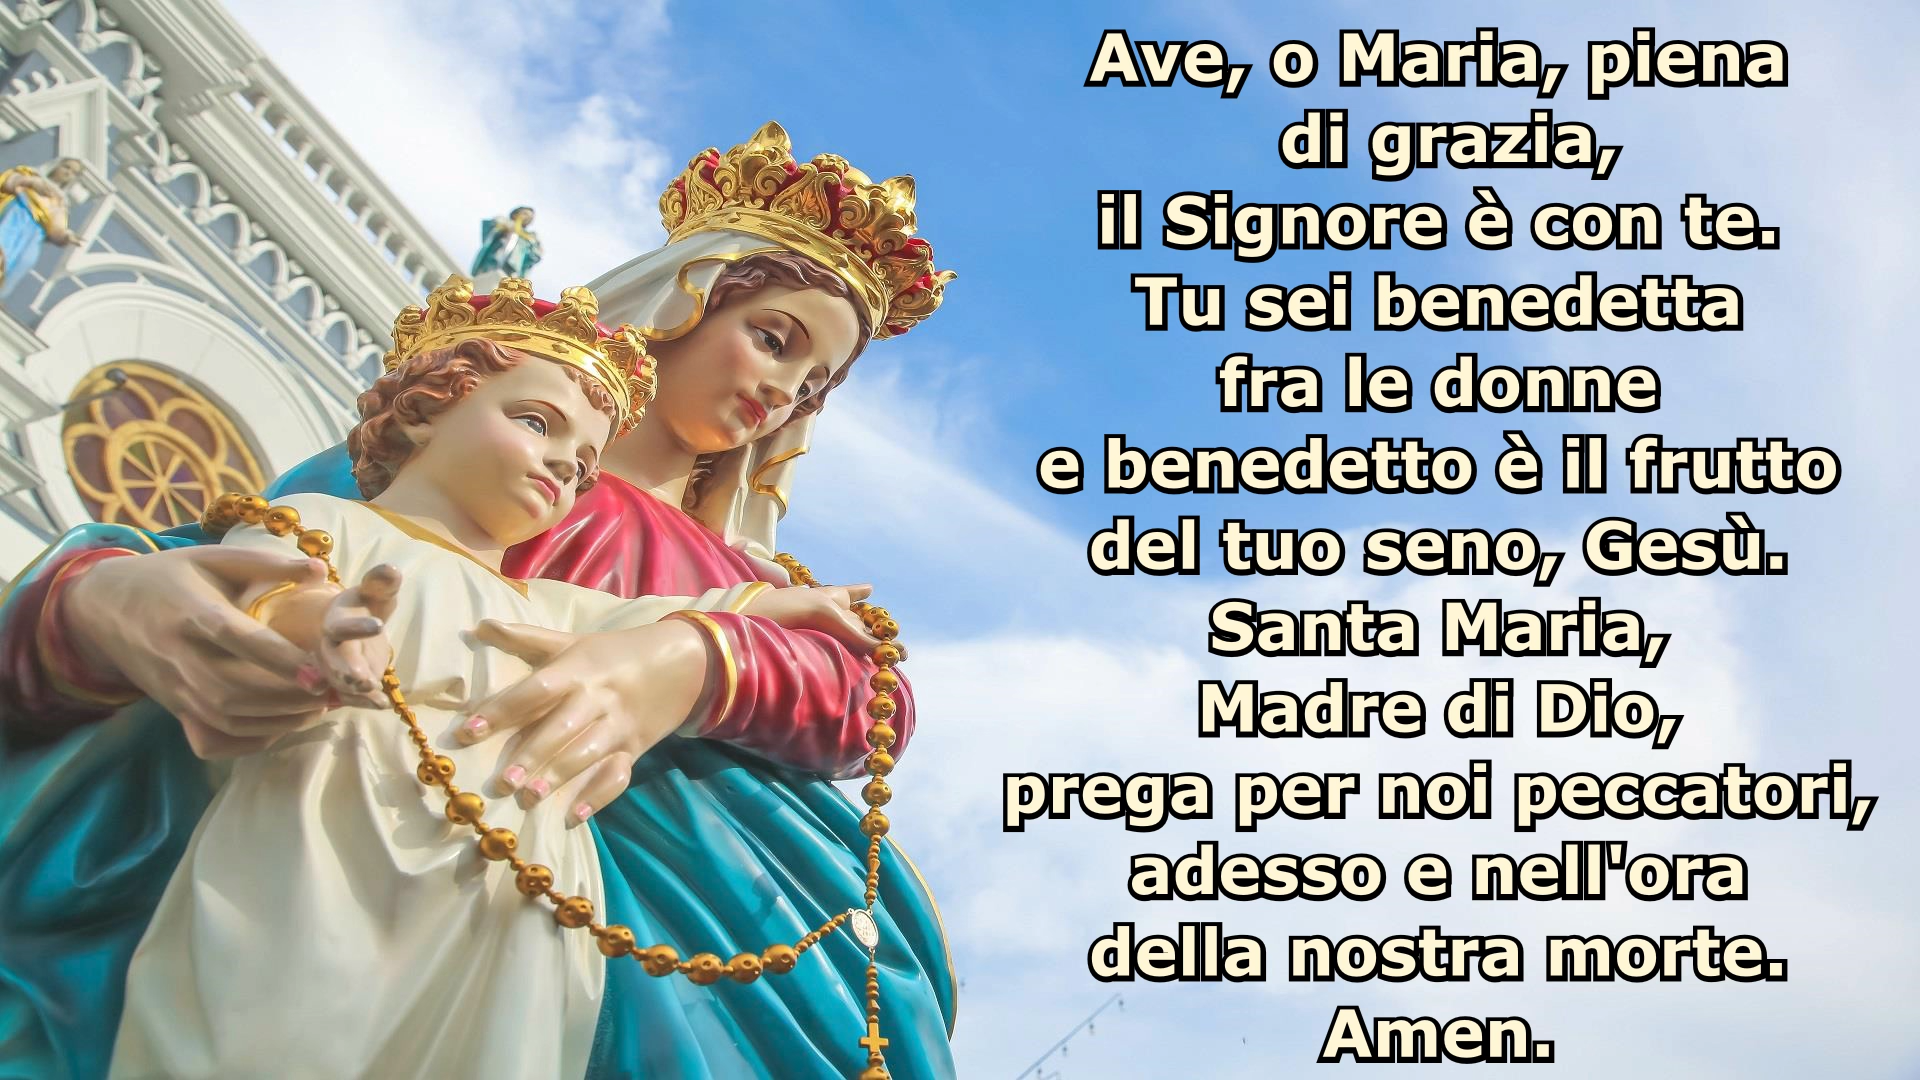 Ave, o Maria, piena
di grazia,
il Signore è con te.
Tu sei benedetta
fra le donne
e benedetto è il frutto
del tuo seno, Gesù.
Santa Maria,
Madre di Dio,
prega per noi peccatori,
adesso e nell'ora
della nostra morte.
Amen.